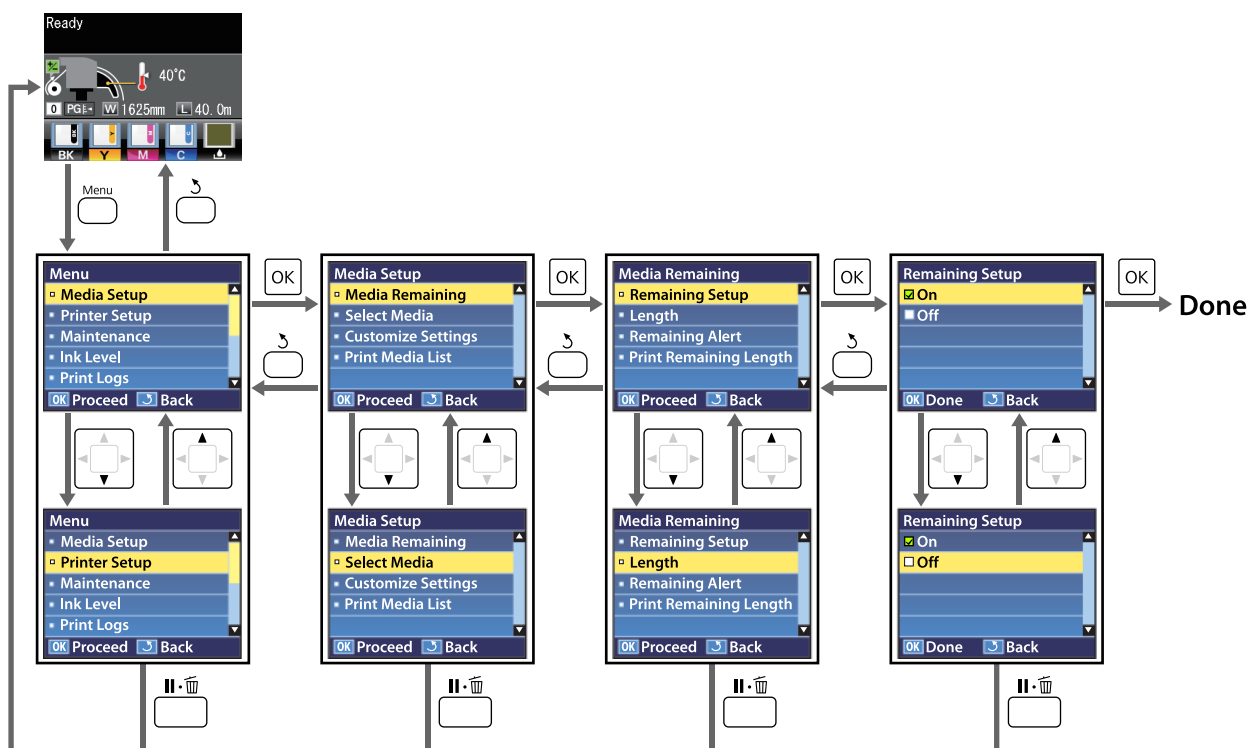 Ready
40°C
0 PG W 1625mm L 40.0m
BK Y M C
BK Y M C
Menu
OK OK OK OK
Menu
Media Setup
Printer Setup
Maintenance
Ink Level
Print Logs
OK Proceed Back
Media Setup
Media Remaining
Select Media
Customize Settings
Print Media List
OK Proceed Back
Media Remaining
Remaining Setup
Length
Remaining Alert
Print Remaining Length
OK Proceed Back
Remaining Setup
On
Off
OK Done Back
Done
Menu
Media Setup
Printer Setup
Maintenance
Ink Level
Print Logs
OK Proceed Back
Media Setup
Media Remaining
Select Media
Customize Settings
Print Media List
OK Proceed Back
Media Remaining
Remaining Setup
Length
Remaining Alert
Print Remaining Length
OK Proceed Back
Remaining Setup
On
Off
OK Done Back